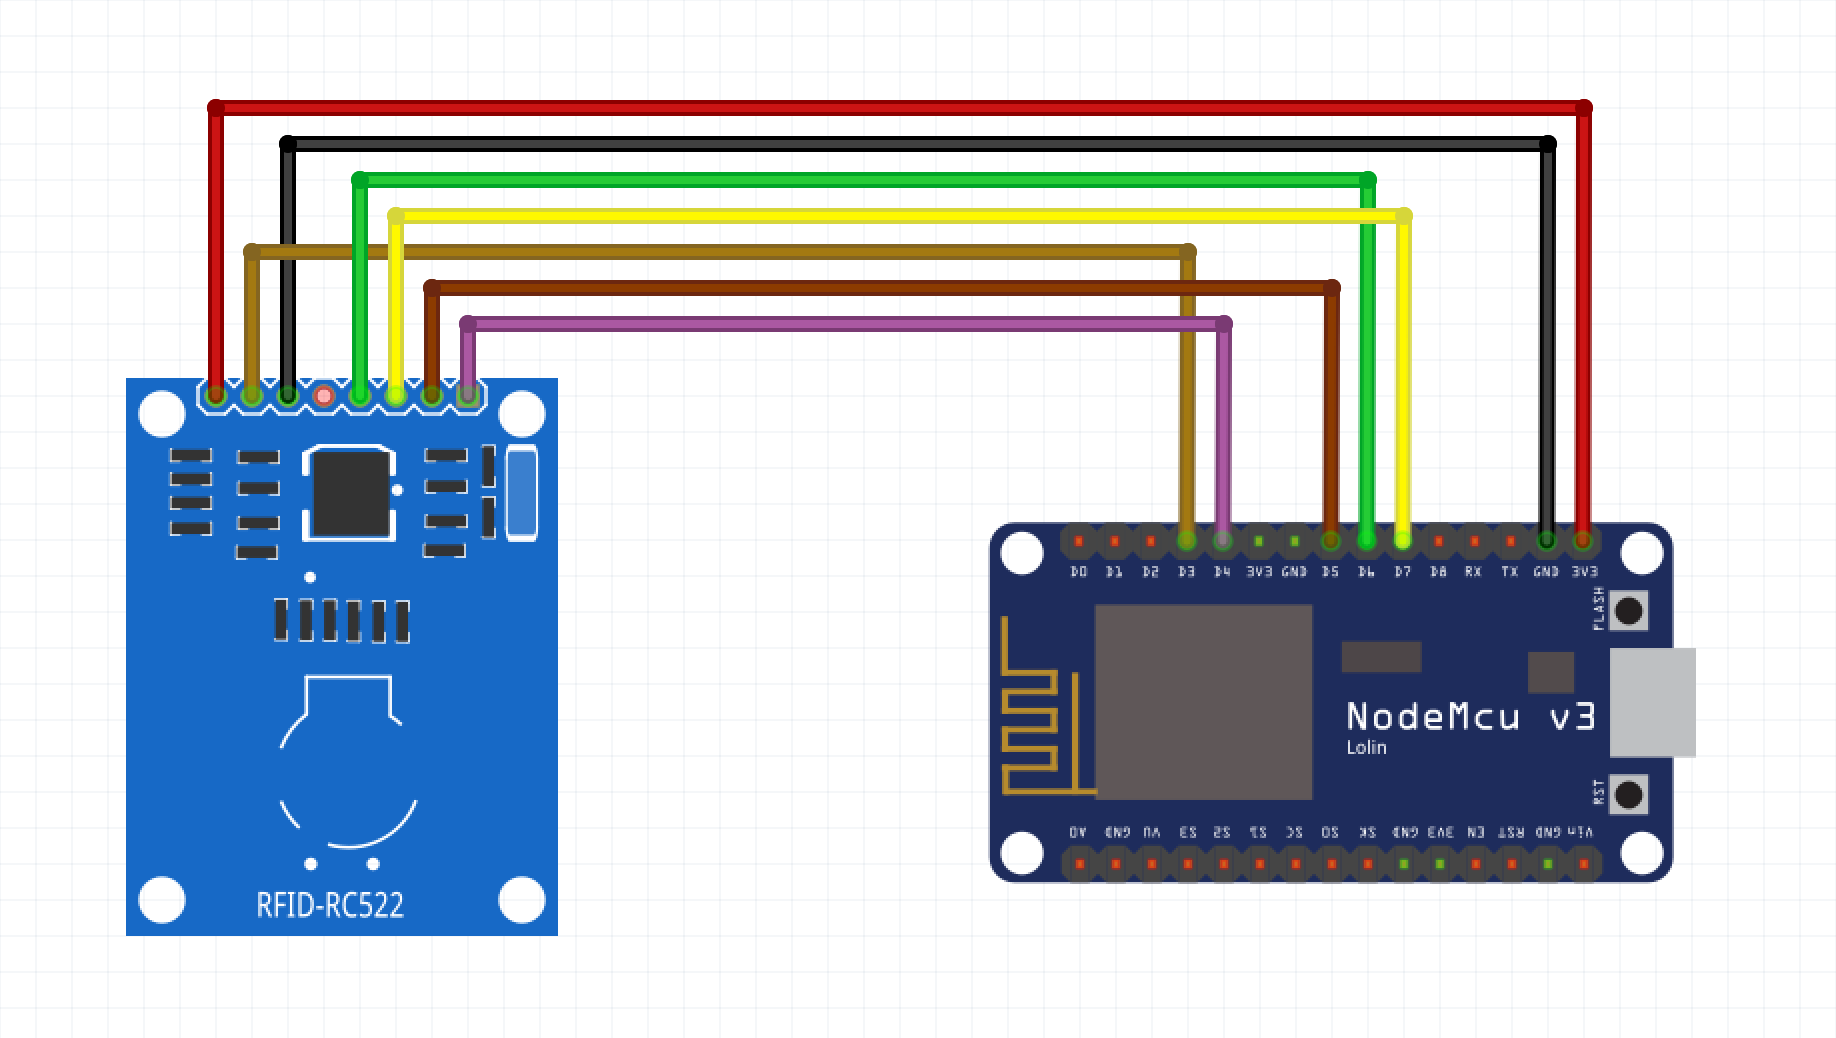 D0 D1 D2 D3 D4 3V3 GND D5 D6 D7 D8 RX TX GND 3V3
FLASH
NodeMcu v3
Lolin
RST
A0 GND VU S3 S2 S1 SC S0 SK GND 3V3 EN RST GND Vin
RFID-RC522